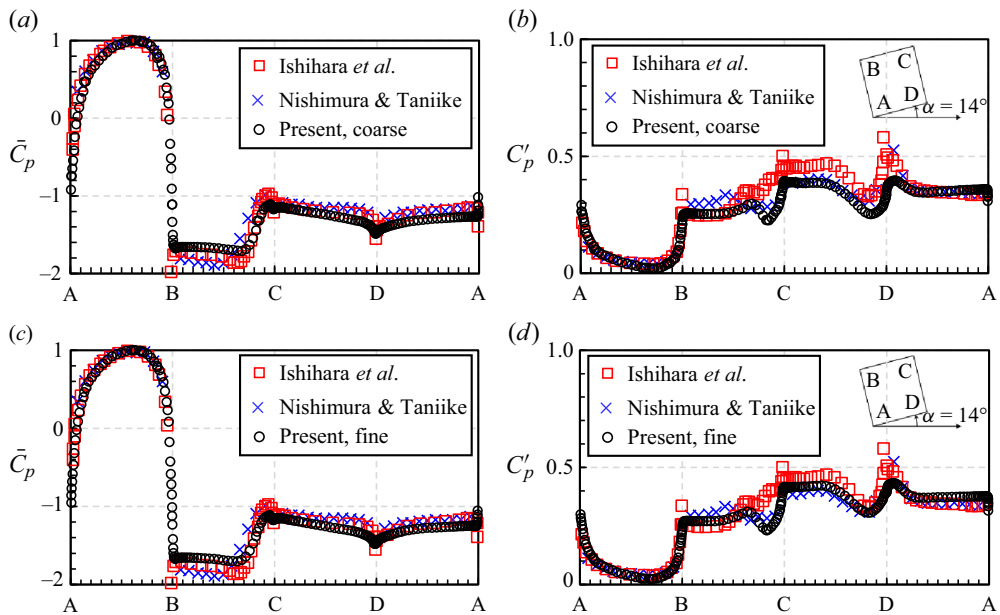 (a)
1
0
−1
−2
C̄p
Ishihara et al.
Nishimura & Taniike
Present, coarse
A B C D A
(b)
1.0
0.5
0
C′p
Ishihara et al.
Nishimura & Taniike
Present, coarse
B C
A D
α = 14°
A B C D A
(c)
1
0
−1
−2
C̄p
Ishihara et al.
Nishimura & Taniike
Present, fine
A B C D A
(d)
1.0
0.5
0
C′p
Ishihara et al.
Nishimura & Taniike
Present, fine
B C
A D
α = 14°
A B C D A